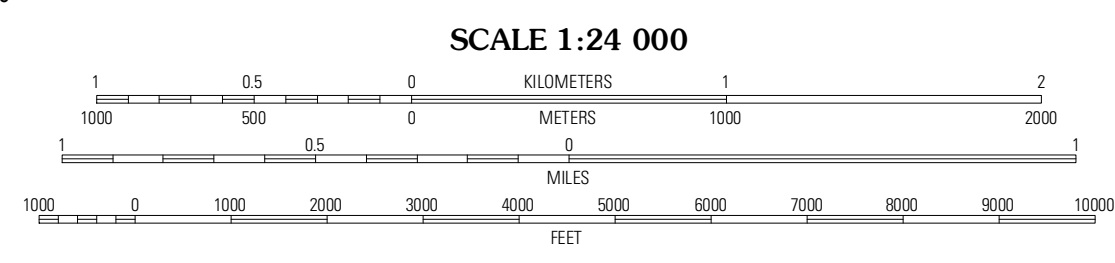 SCALE 1:24 000
1 0.5 0 KILOMETERS 1 2
1000 500 0 METERS 1000 2000
1 0.5 0 1
MILES
1000 0 1000 2000 3000 4000 5000 6000 7000 8000 9000 10000
FEET